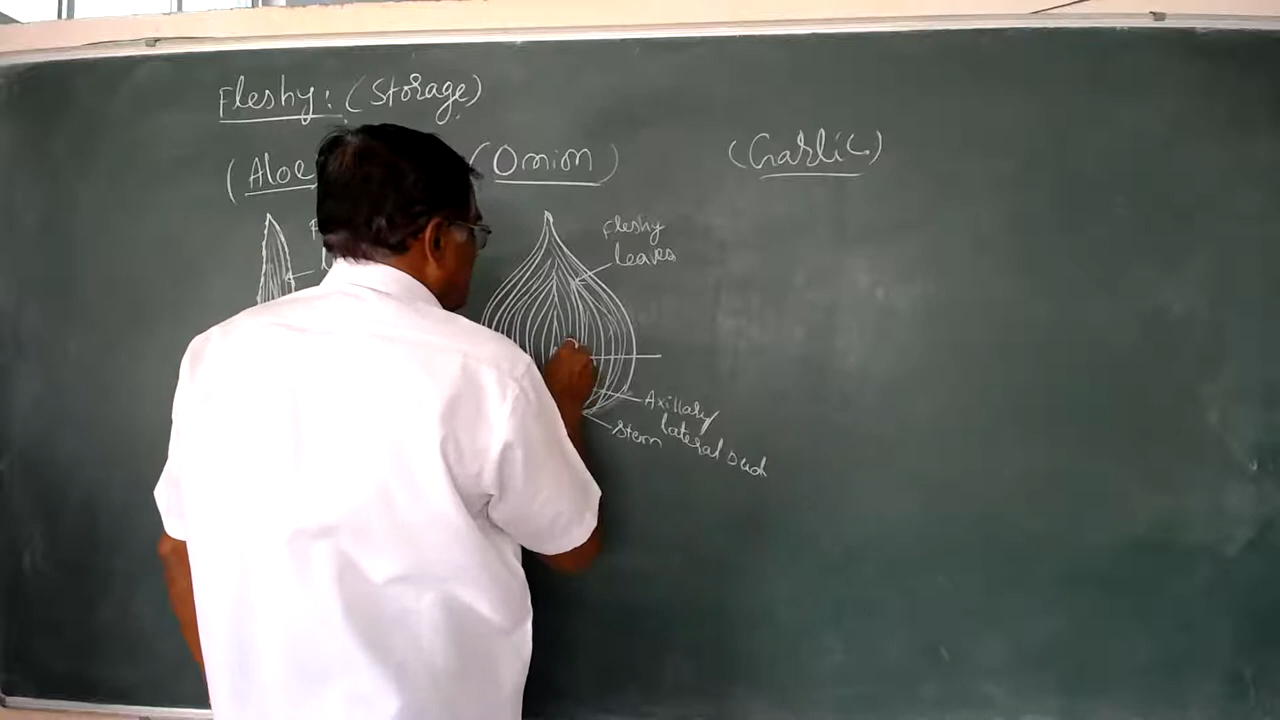 Fleshy: (Storage)
(Aloe
(Onion)
(Garlic)
Fleshy
leaves
Axillary/
lateral bud
Stem